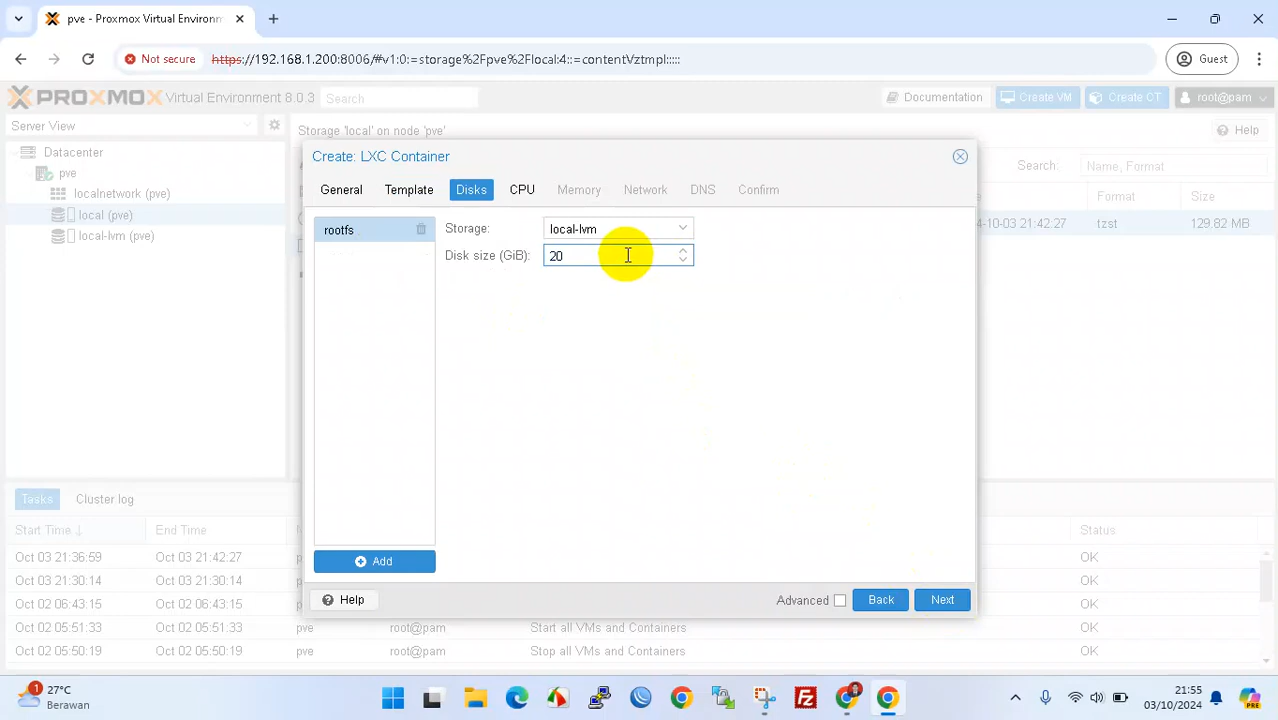 pve - Proxmox Virtual Environm
Not secure
https://192.168.1.200:8006/#v1:0:=storage%2Fpve%2Flocal:4::=contentVztmpl:::::
Guest
PROXMOX Virtual Environment 8.0.3
Search
Documentation
Create VM
Create CT
root@pam
Server View
Storage 'local' on node 'pve'
Help
Datacenter
pve
localnetwork (pve)
local (pve)
local-lvm (pve)
Search:
Name, Format
Format
Size
4-10-03 21:42:27
tzst
129.82 MB
Create: LXC Container
General
Template
Disks
CPU
Memory
Network
DNS
Confirm
rootfs
Storage:
local-lvm
Disk size (GiB):
20
Add
Help
Advanced
Back
Next
Tasks
Cluster log
Start Time
End Time
Status
Oct 03 21:36:59
Oct 03 21:42:27
OK
Oct 03 21:30:14
Oct 03 21:30:14
OK
Oct 02 06:43:15
Oct 02 06:43:15
OK
Oct 02 05:51:33
Oct 02 05:51:33
pve
root@pam
Start all VMs and Containers
OK
Oct 02 05:50:19
Oct 02 05:50:19
pve
root@pam
Stop all VMs and Containers
OK
1
27°C
Berawan
21:55
03/10/2024
PRE